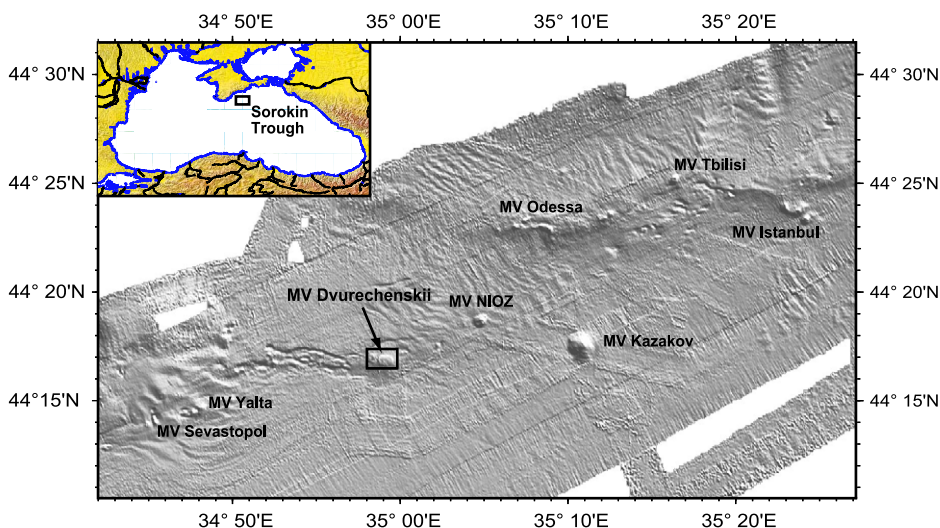 34° 50'E 35° 00'E 35° 10'E 35° 20'E
44° 30'N 44° 30'N
Sorokin
Trough
MV Tbilisi
44° 25'N 44° 25'N
MV Odessa
MV Istanbul
44° 20'N 44° 20'N
MV Dvurechenskii
MV NIOZ
MV Kazakov
44° 15'N 44° 15'N
MV Yalta
MV Sevastopol
34° 50'E 35° 00'E 35° 10'E 35° 20'E